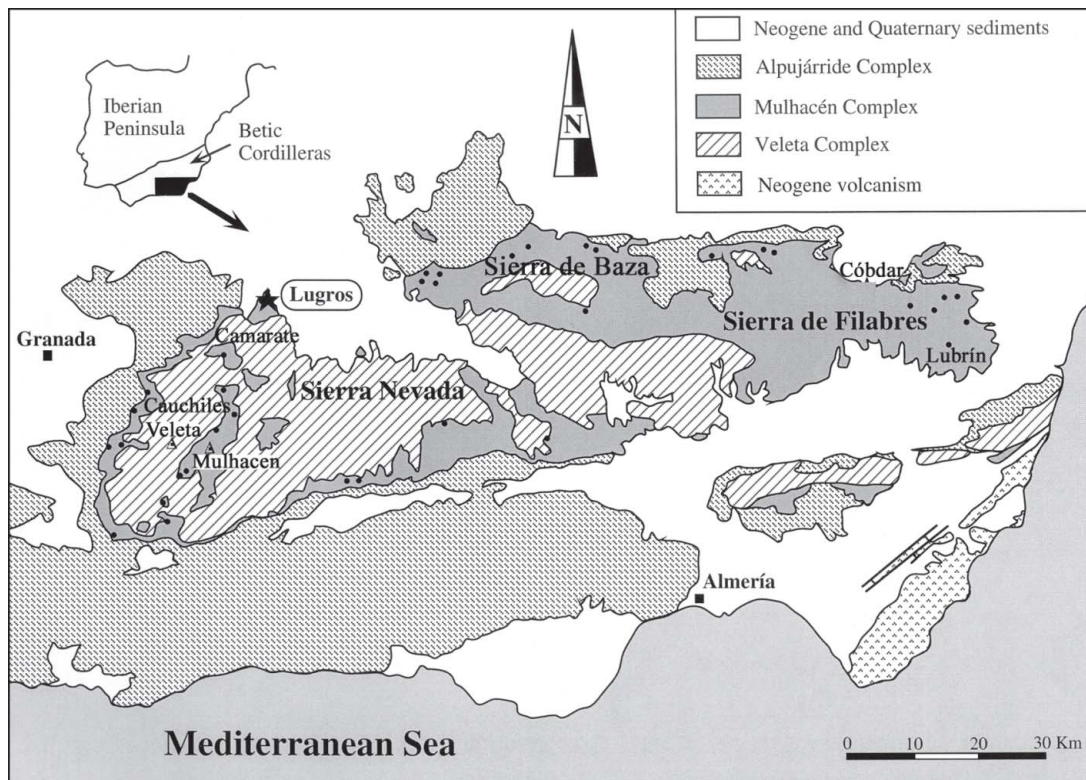 Neogene and Quaternary sediments
Alpujárride Complex
Mulhacén Complex
Veleta Complex
Neogene volcanism
Iberian
Peninsula
Betic
Cordilleras
N
Sierra de Baza
Cóbdar
Lugros
Sierra de Filabres
Granada
Camarate
Lubrín
Sierra Nevada
Cauchiles
Veleta
Mulhacen
Almería
Mediterranean Sea
0 10 20 30 Km